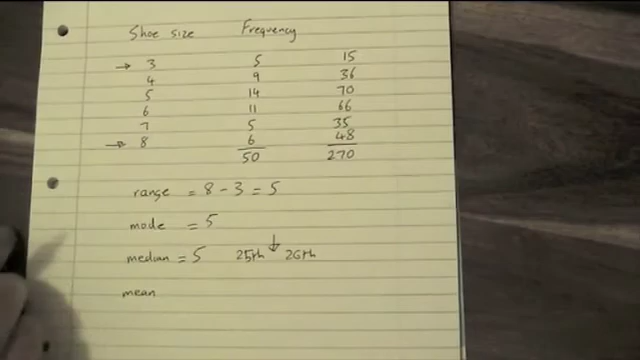 Shoe size Frequency
→ 3 5 15
4 9 36
5 14 70
6 11 66
7 5 35
→ 8 6 48
50 270
range = 8 - 3 = 5
mode = 5
median = 5 25th ↓ 26th
mean